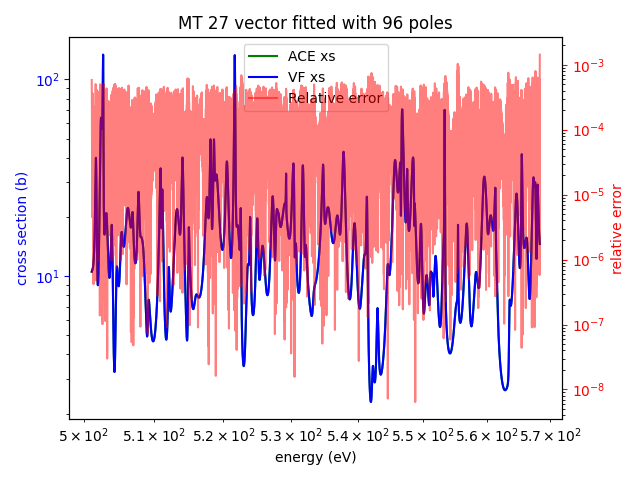 MT 27 vector fitted with 96 poles
ACE xs
VF xs
Relative error
cross section (b)
10²
10¹
relative error
10⁻³
10⁻⁴
10⁻⁵
10⁻⁶
10⁻⁷
10⁻⁸
5 × 10² 5.1 × 10² 5.2 × 10² 5.3 × 10² 5.4 × 10² 5.5 × 10² 5.6 × 10² 5.7 × 10²
energy (eV)